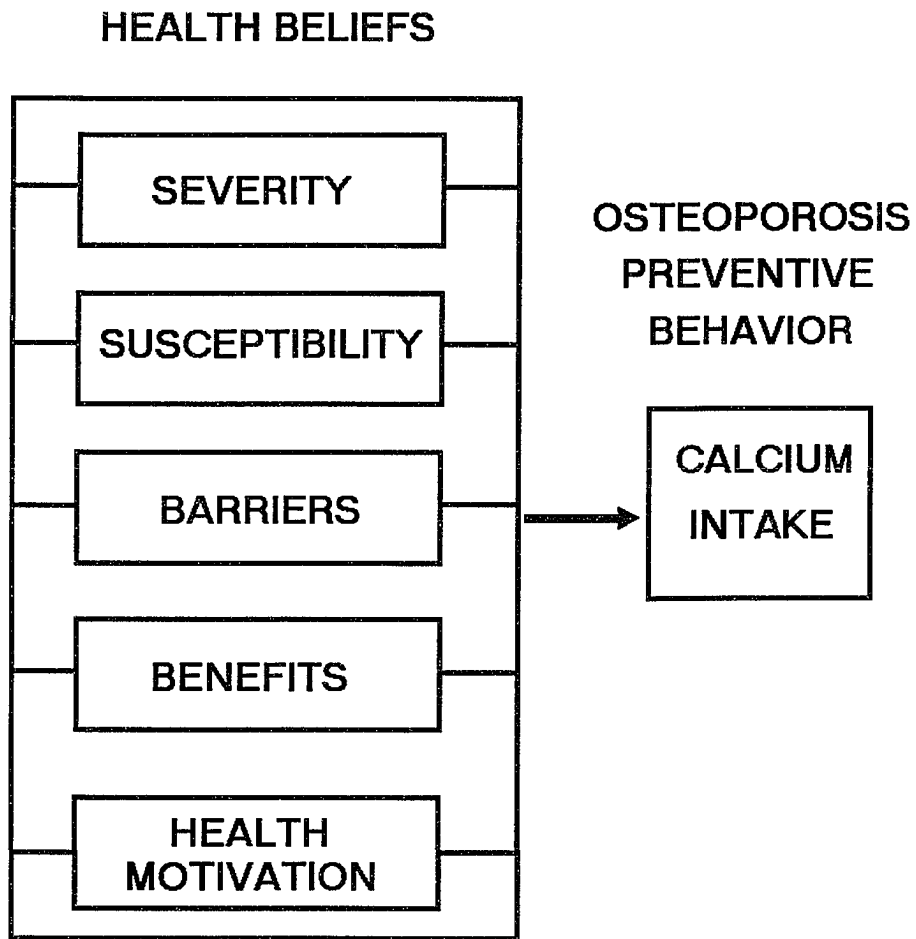 HEALTH BELIEFS
SEVERITY
SUSCEPTIBILITY
BARRIERS
BENEFITS
HEALTH
MOTIVATION
OSTEOPOROSIS
PREVENTIVE
BEHAVIOR
CALCIUM
INTAKE